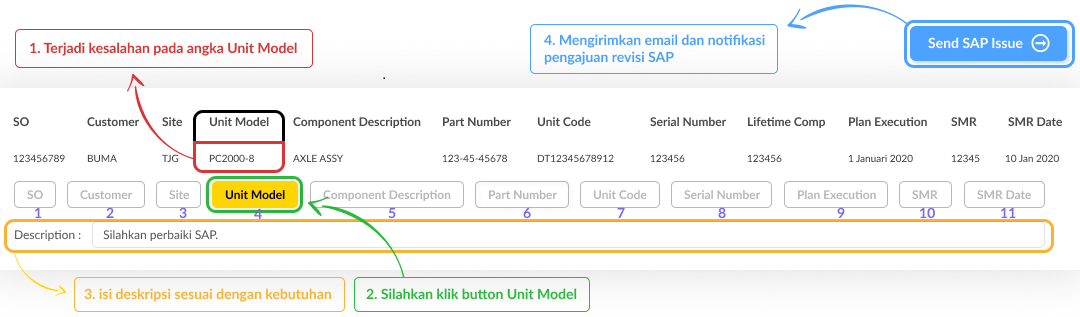 1. Terjadi kesalahan pada angka Unit Model
4. Mengirimkan email dan notifikasi
pengajuan revisi SAP
Send SAP Issue
SO Customer Site Unit Model Component Description Part Number Unit Code Serial Number Lifetime Comp Plan Execution SMR SMR Date
123456789 BUMA TJG PC2000-8 AXLE ASSY 123-45-45678 DT12345678912 123456 123456 1 Januari 2020 12345 10 Jan 2020
SO Customer Site Unit Model Component Description Part Number Unit Code Serial Number Plan Execution SMR SMR Date
1 2 3 4 5 6 7 8 9 10 11
Description : Silahkan perbaiki SAP.
3. isi deskripsi sesuai dengan kebutuhan
2. Silahkan klik button Unit Model